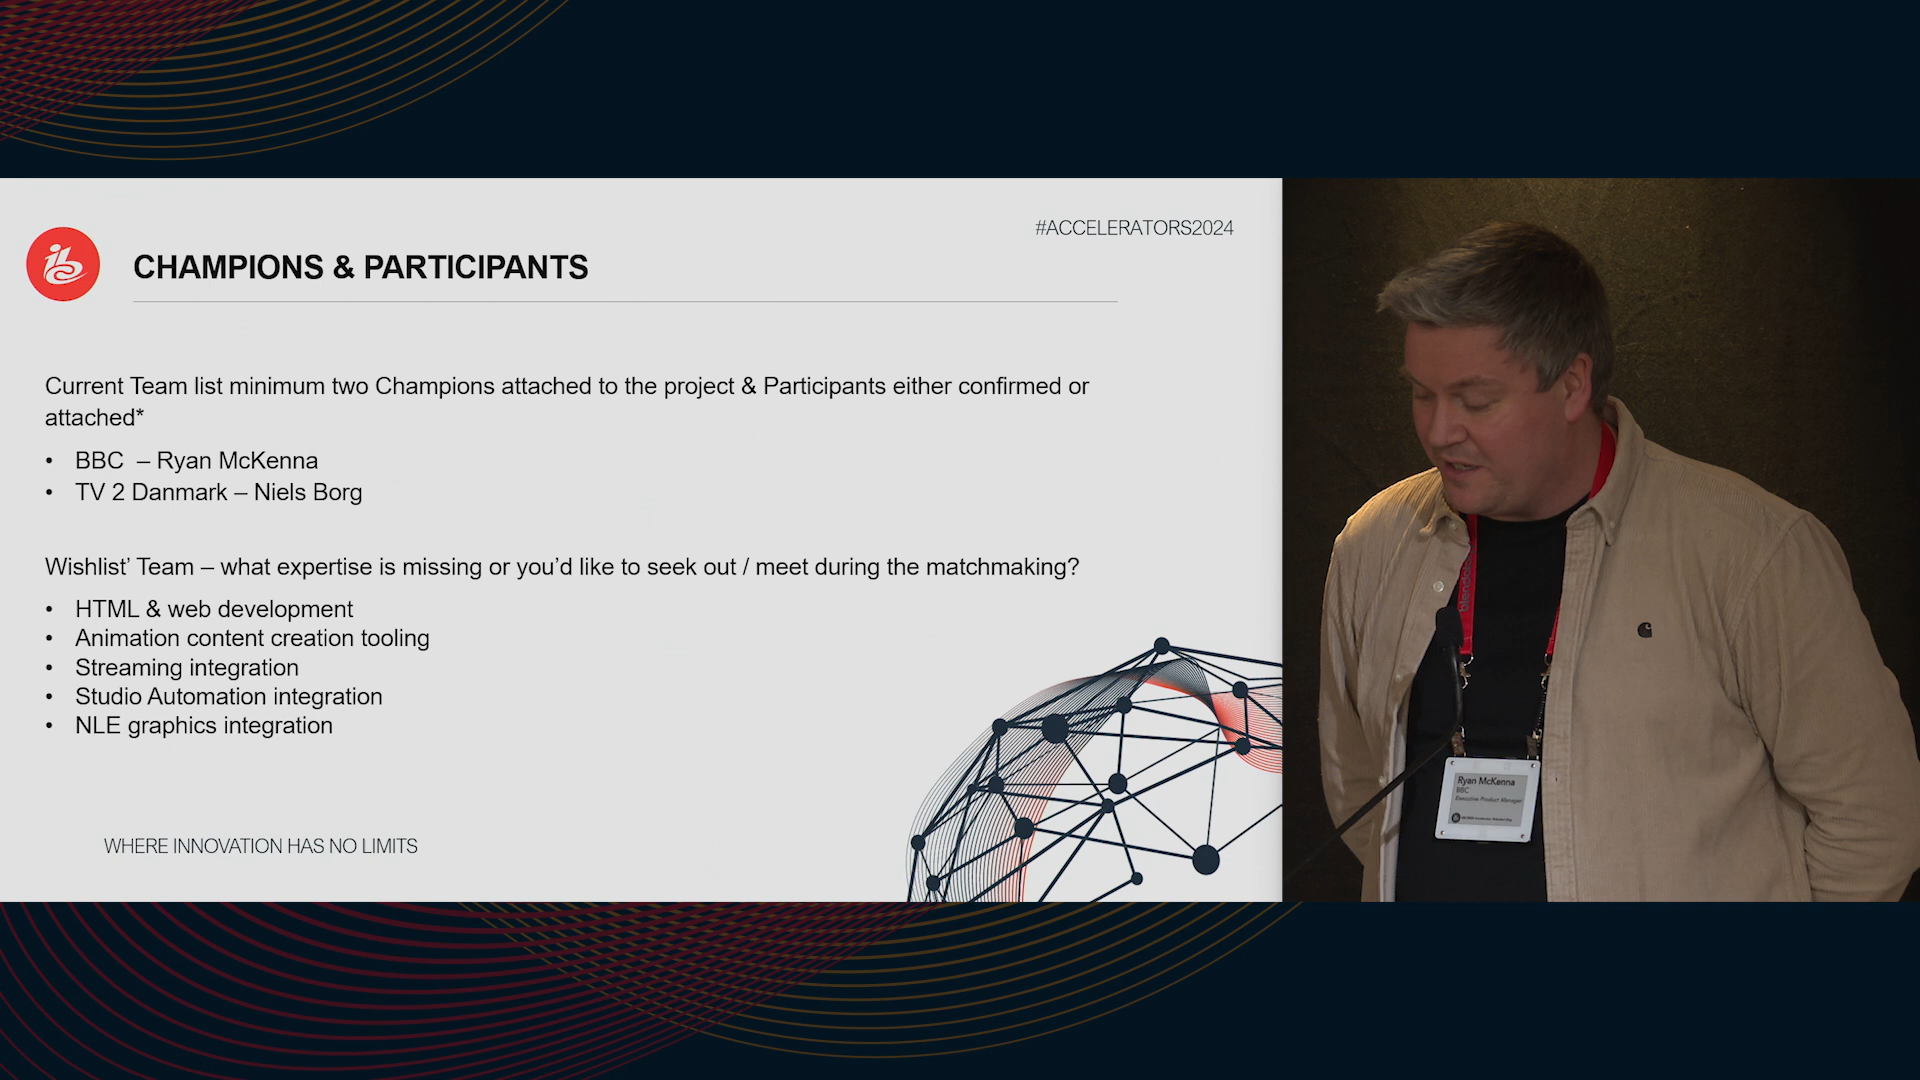 #ACCELERATORS2024
CHAMPIONS & PARTICIPANTS
Current Team list minimum two Champions attached to the project & Participants either confirmed or
attached*
• BBC – Ryan McKenna
• TV 2 Danmark – Niels Borg
Wishlist’ Team – what expertise is missing or you’d like to seek out / meet during the matchmaking?
• HTML & web development
• Animation content creation tooling
• Streaming integration
• Studio Automation integration
• NLE graphics integration
WHERE INNOVATION HAS NO LIMITS
Ryan McKenna
BBC
Executive Product Manager